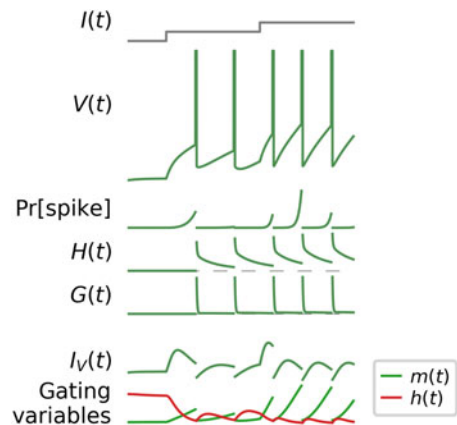 I(t)
V(t)
Pr[spike]
H(t)
G(t)
I_V(t)
Gating
variables
m(t)
h(t)